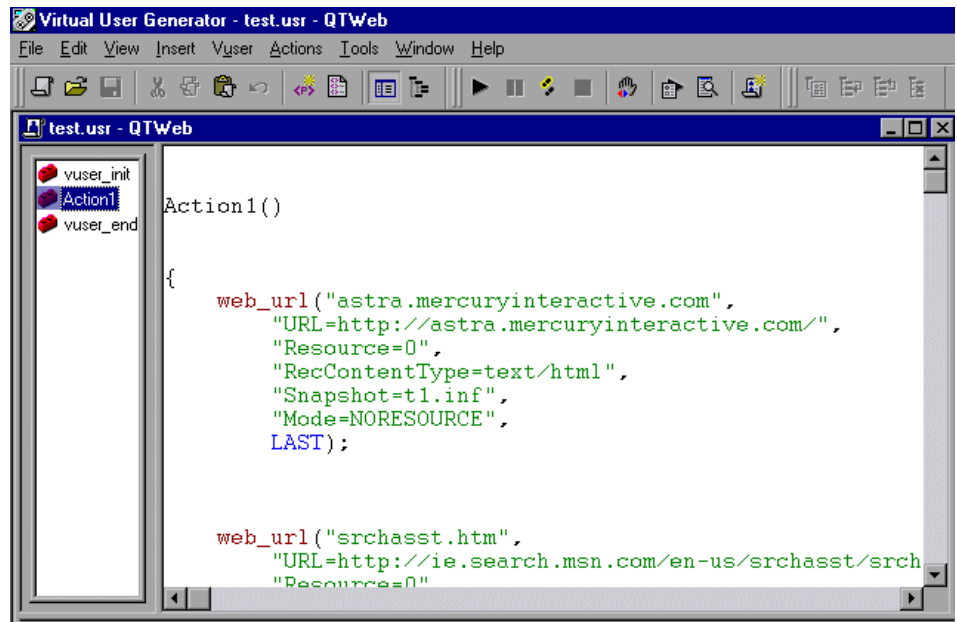 Virtual User Generator - test.usr - QTWeb
File Edit View Insert Vuser Actions Tools Window Help
<P>
test.usr - QTWeb
vuser_init
Action1
vuser_end
Action1()
{
web_url("astra.mercuryinteractive.com",
"URL=http://astra.mercuryinteractive.com/",
"Resource=0",
"RecContentType=text/html",
"Snapshot=t1.inf",
"Mode=NORESOURCE",
LAST);
web_url("srchasst.htm",
"URL=http://ie.search.msn.com/en-us/srchasst/srch
"Resource=0"